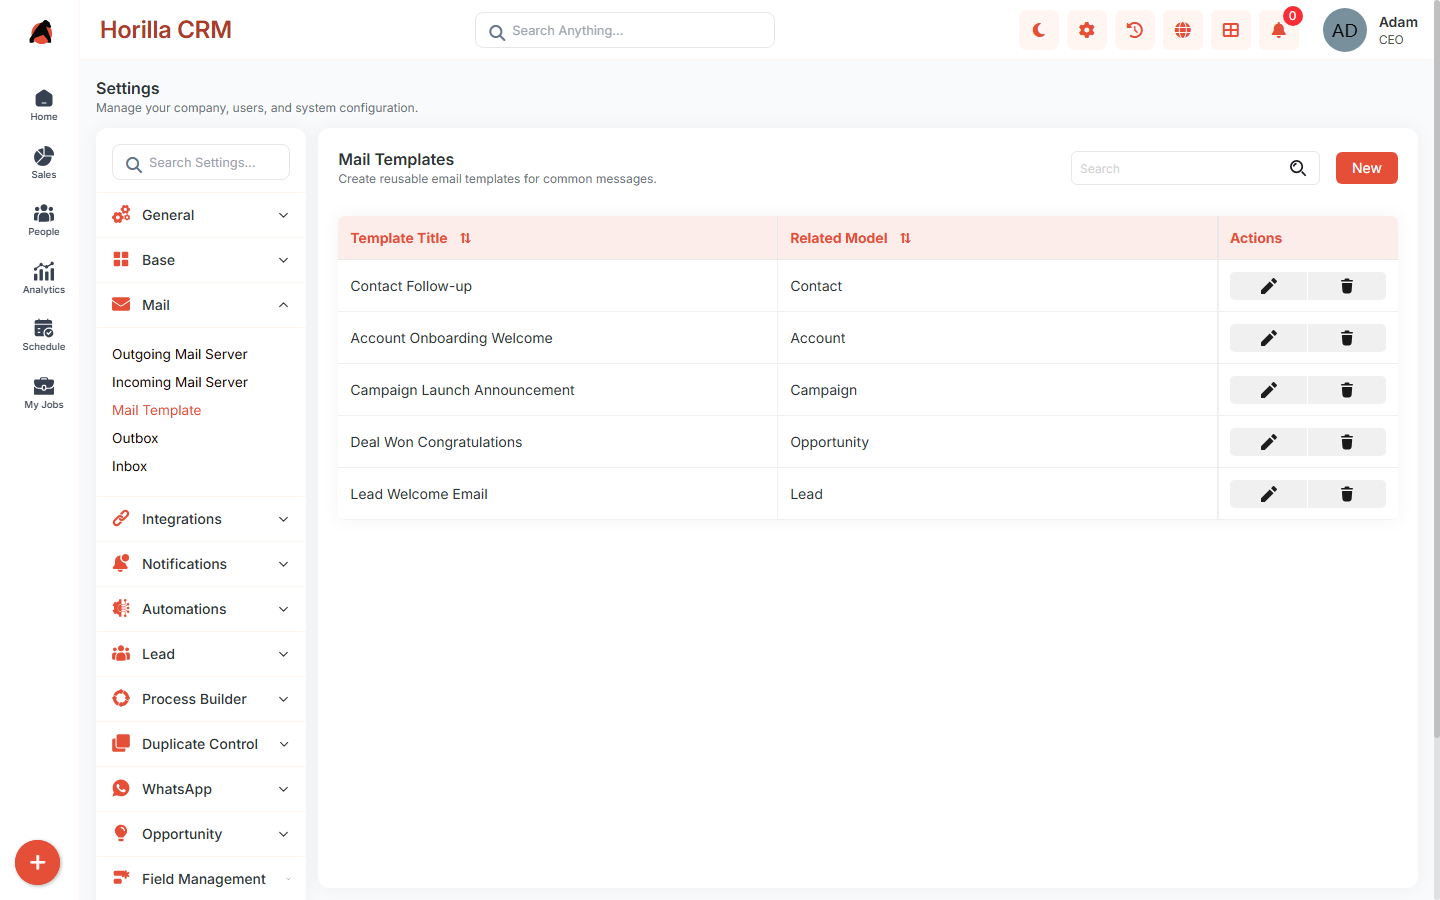 Horilla CRM
Search Anything...
0
AD
Adam
CEO
Home
Sales
People
Analytics
Schedule
My Jobs
Settings
Manage your company, users, and system configuration.
Search Settings...
General
Base
Mail
Outgoing Mail Server
Incoming Mail Server
Mail Template
Outbox
Inbox
Integrations
Notifications
Automations
Lead
Process Builder
Duplicate Control
WhatsApp
Opportunity
Field Management
Mail Templates
Create reusable email templates for common messages.
Search
New
Template Title Related Model Actions
Contact Follow-up Contact
Account Onboarding Welcome Account
Campaign Launch Announcement Campaign
Deal Won Congratulations Opportunity
Lead Welcome Email Lead